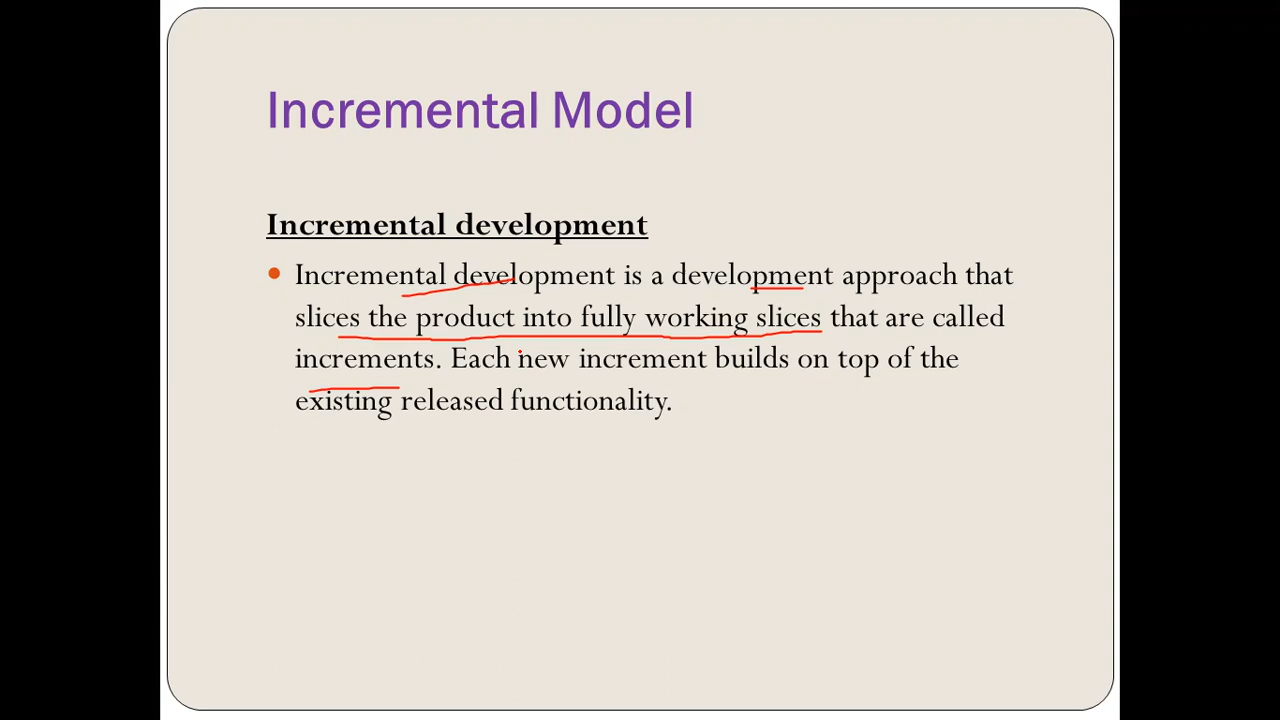 Incremental Model
Incremental development
• Incremental development is a development approach that
slices the product into fully working slices that are called
increments. Each new increment builds on top of the
existing released functionality.